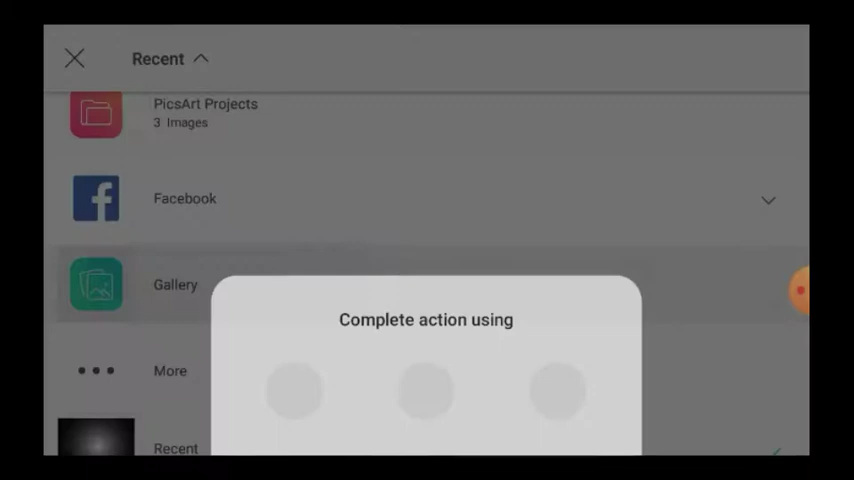 Recent
PicsArt Projects
3 Images
Facebook
Gallery
Complete action using
More
Recent